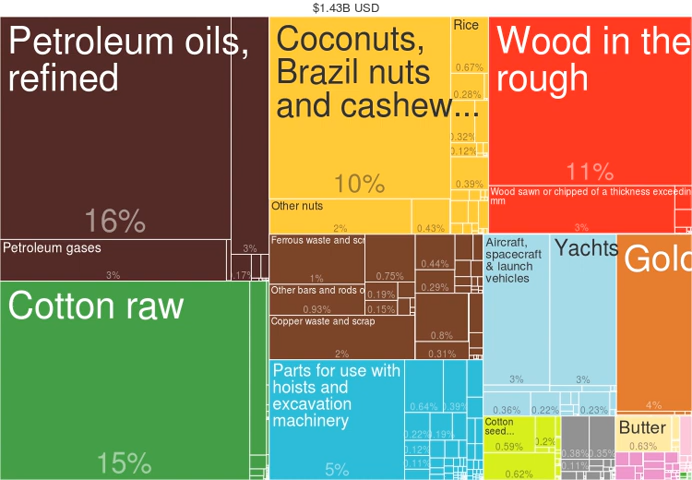 $1.43B USD
Petroleum oils,
refined
16%
3%
Petroleum gases
3%
.17%
Cotton raw
15%
Coconuts,
Brazil nuts
and cashew...
10%
Rice
0.67%
0.28%
0.32%
0.12%
0.39%
Other nuts
2%
0.43%
Wood in the
rough
11%
Wood sawn or chipped of a thickness exceedin
mm
3%
Ferrous waste and scr
1%
0.75%
0.44%
0.29%
Other bars and rods o
0.93%
0.19%
0.15%
Copper waste and scrap
2%
0.8%
0.31%
Parts for use with
hoists and
excavation
machinery
5%
0.64%
0.39%
0.22%
0.19%
0.12%
0.11%
Aircraft,
spacecraft
& launch
vehicles
3%
Yachts
3%
0.36%
0.22%
0.23%
Gold
4%
Cotton
seed...
0.59%
0.2%
0.62%
0.38%
0.35%
0.11%
Butter
0.63%